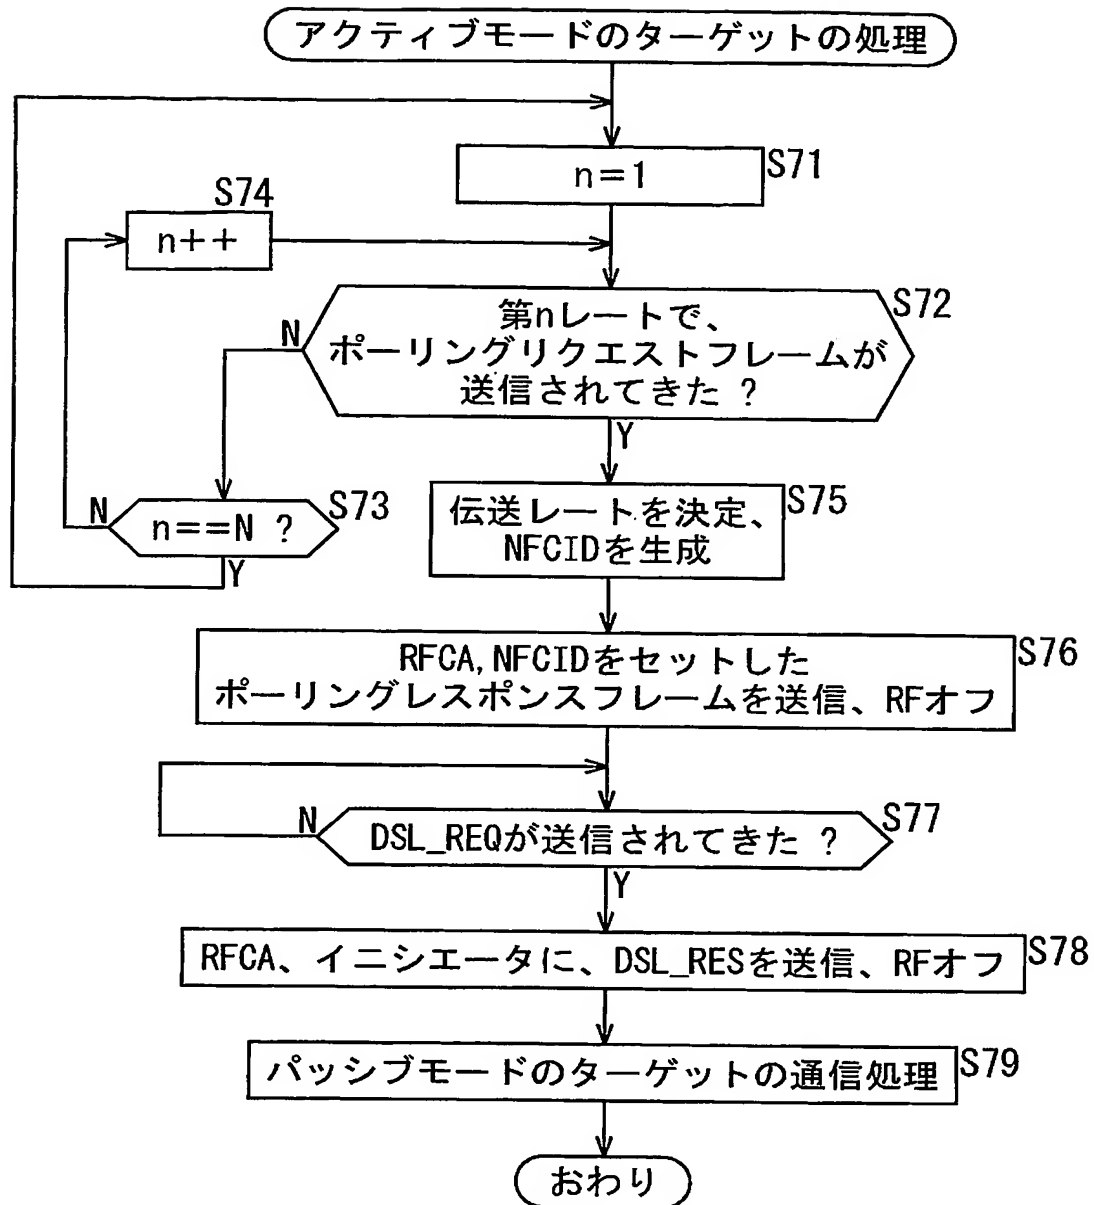 アクティブモードのターゲットの処理
n=1
S71
S74
n++
第nレートで、
ポーリングリクエストフレームが
送信されてきた ?
S72
N
Y
n==N ?
S73
N
Y
伝送レートを決定、
NFCIDを生成
S75
RFCA,NFCIDをセットした
ポーリングレスポンスフレームを送信、RFオフ
S76
DSL_REQが送信されてきた ?
S77
N
Y
RFCA、イニシエータに、DSL_RESを送信、RFオフ
S78
パッシブモードのターゲットの通信処理
S79
おわり